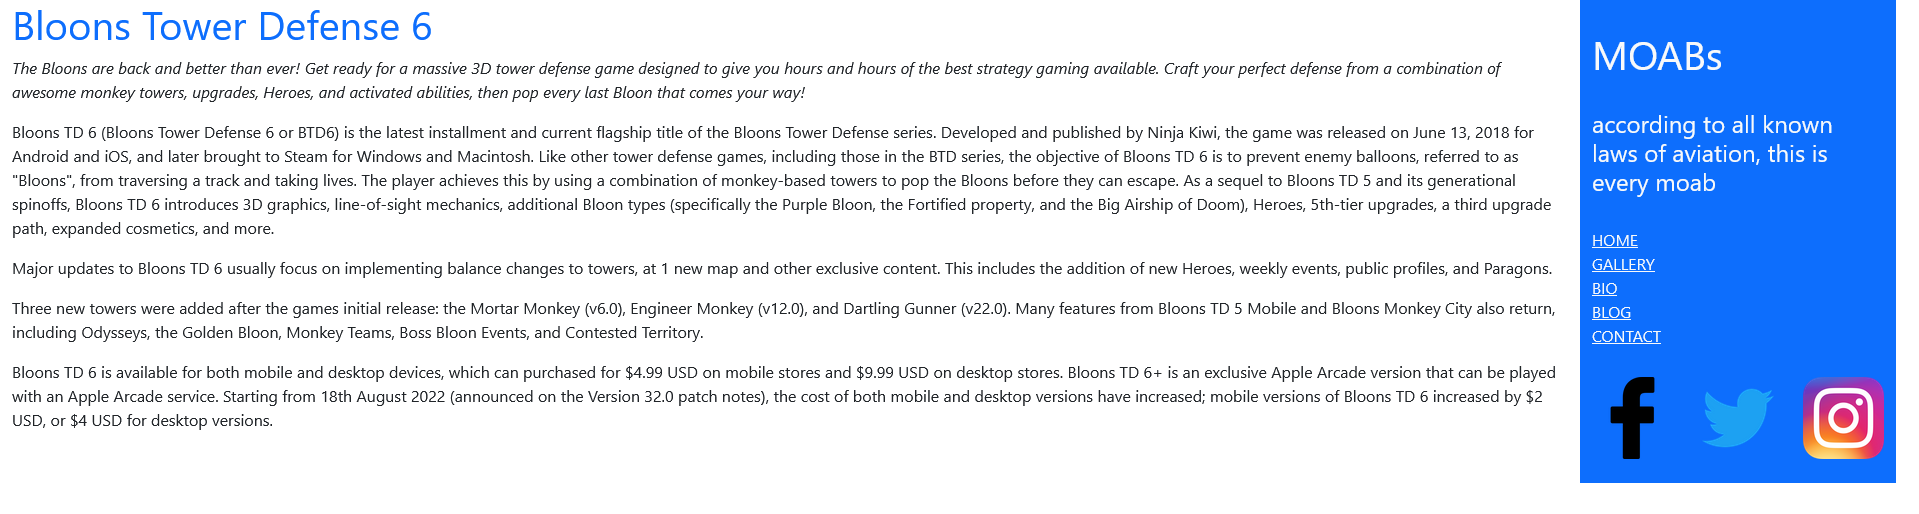 Bloons Tower Defense 6
The Bloons are back and better than ever! Get ready for a massive 3D tower defense game designed to give you hours and hours of the best strategy gaming available. Craft your perfect defense from a combination of
awesome monkey towers, upgrades, Heroes, and activated abilities, then pop every last Bloon that comes your way!
Bloons TD 6 (Bloons Tower Defense 6 or BTD6) is the latest installment and current flagship title of the Bloons Tower Defense series. Developed and published by Ninja Kiwi, the game was released on June 13, 2018 for
Android and iOS, and later brought to Steam for Windows and Macintosh. Like other tower defense games, including those in the BTD series, the objective of Bloons TD 6 is to prevent enemy balloons, referred to as
"Bloons", from traversing a track and taking lives. The player achieves this by using a combination of monkey-based towers to pop the Bloons before they can escape. As a sequel to Bloons TD 5 and its generational
spinoffs, Bloons TD 6 introduces 3D graphics, line-of-sight mechanics, additional Bloon types (specifically the Purple Bloon, the Fortified property, and the Big Airship of Doom), Heroes, 5th-tier upgrades, a third upgrade
path, expanded cosmetics, and more.
Major updates to Bloons TD 6 usually focus on implementing balance changes to towers, at 1 new map and other exclusive content. This includes the addition of new Heroes, weekly events, public profiles, and Paragons.
Three new towers were added after the games initial release: the Mortar Monkey (v6.0), Engineer Monkey (v12.0), and Dartling Gunner (v22.0). Many features from Bloons TD 5 Mobile and Bloons Monkey City also return,
including Odysseys, the Golden Bloon, Monkey Teams, Boss Bloon Events, and Contested Territory.
Bloons TD 6 is available for both mobile and desktop devices, which can purchased for $4.99 USD on mobile stores and $9.99 USD on desktop stores. Bloons TD 6+ is an exclusive Apple Arcade version that can be played
with an Apple Arcade service. Starting from 18th August 2022 (announced on the Version 32.0 patch notes), the cost of both mobile and desktop versions have increased; mobile versions of Bloons TD 6 increased by $2
USD, or $4 USD for desktop versions.
MOABs
according to all known
laws of aviation, this is
every moab
HOME
GALLERY
BIO
BLOG
CONTACT